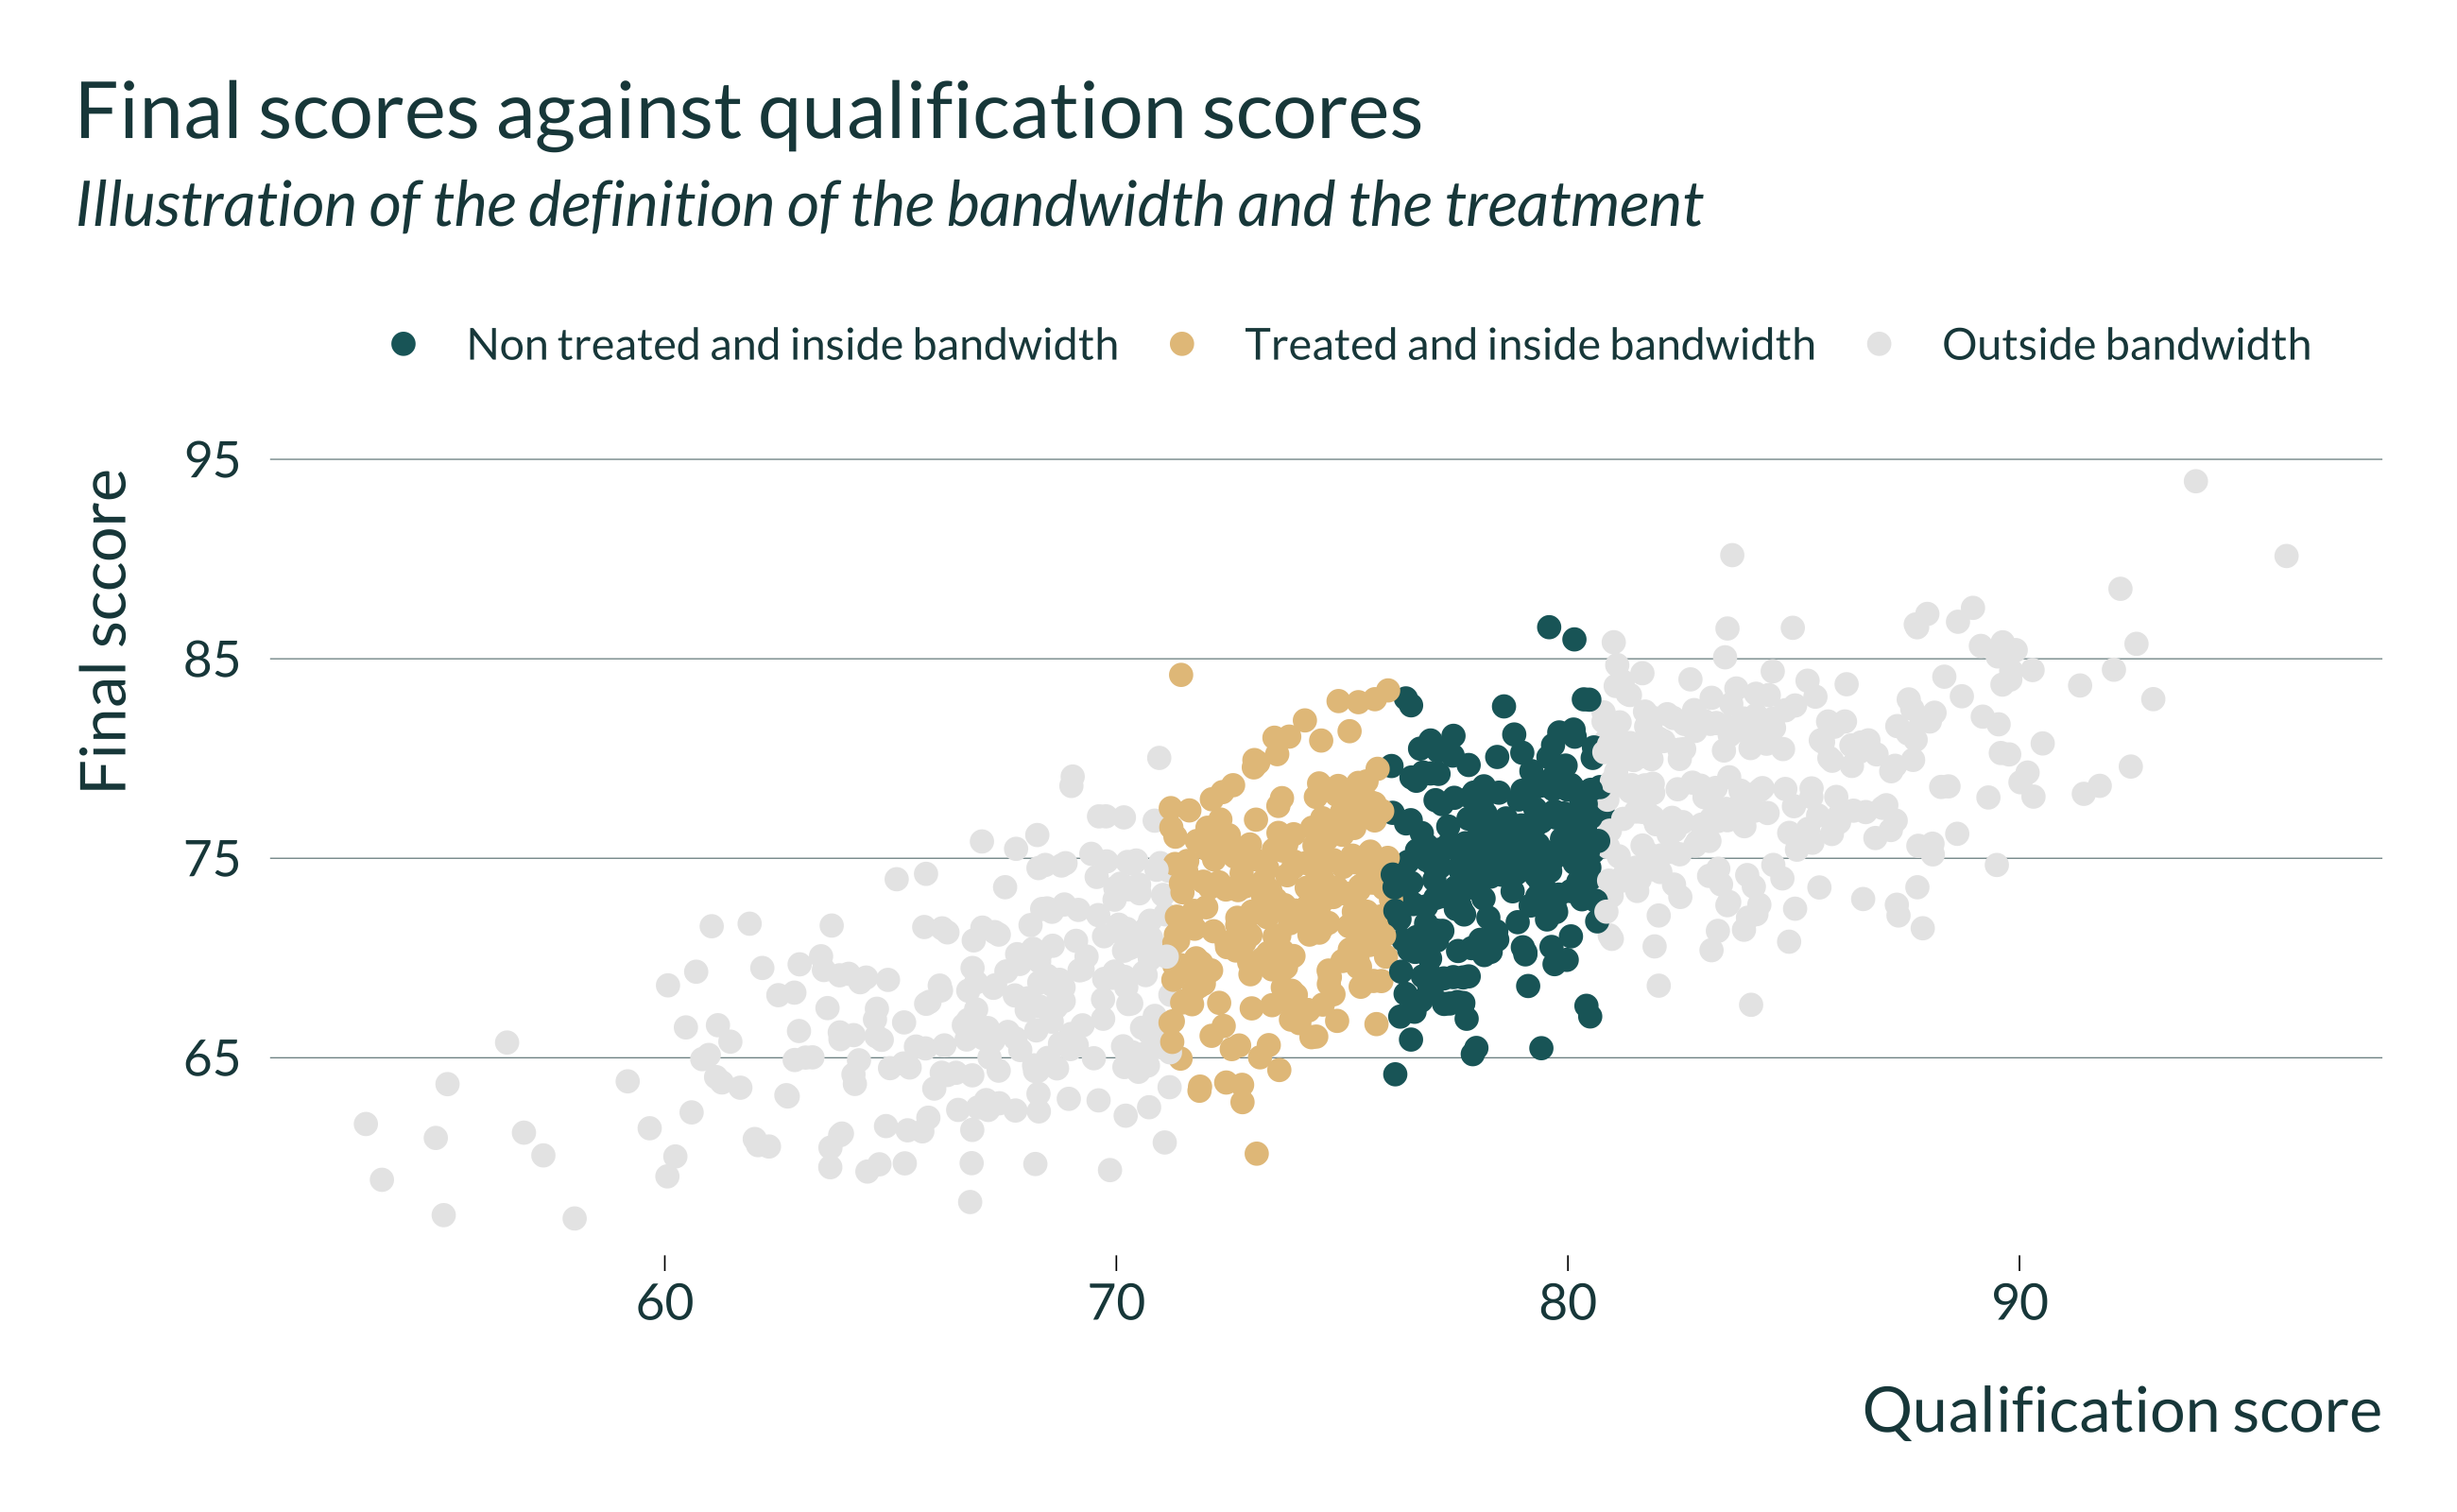 Final scores against qualification scores
Illustration of the definition of the bandwidth and the treatment
Non treated and inside bandwidth
Treated and inside bandwidth
Outside bandwidth
Final sccore
95
85
75
65
60
70
80
90
Qualification score